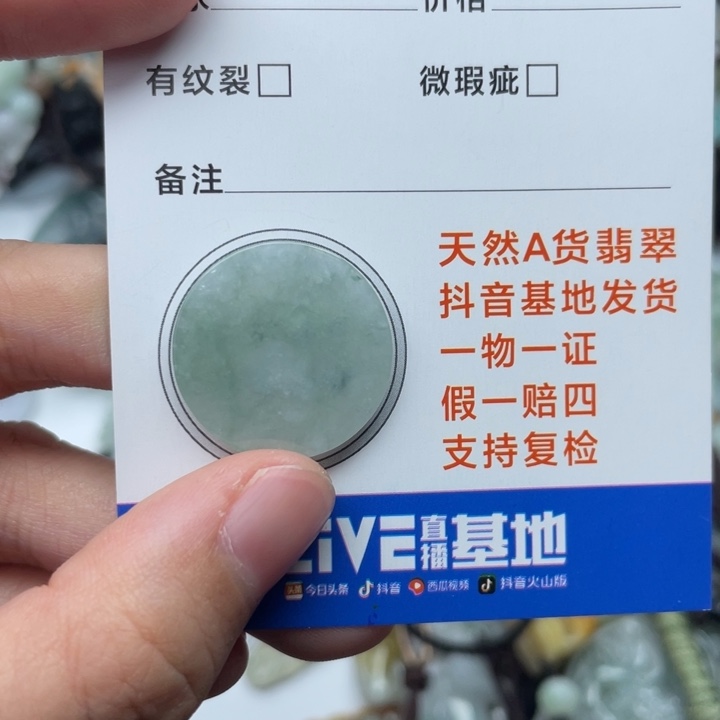 价格
有纹裂 微瑕疵
备注
天然A货翡翠
抖音基地发货
一物一证
假一赔四
支持复检
LIVE直播基地
今日头条 抖音 西瓜视频 抖音火山版